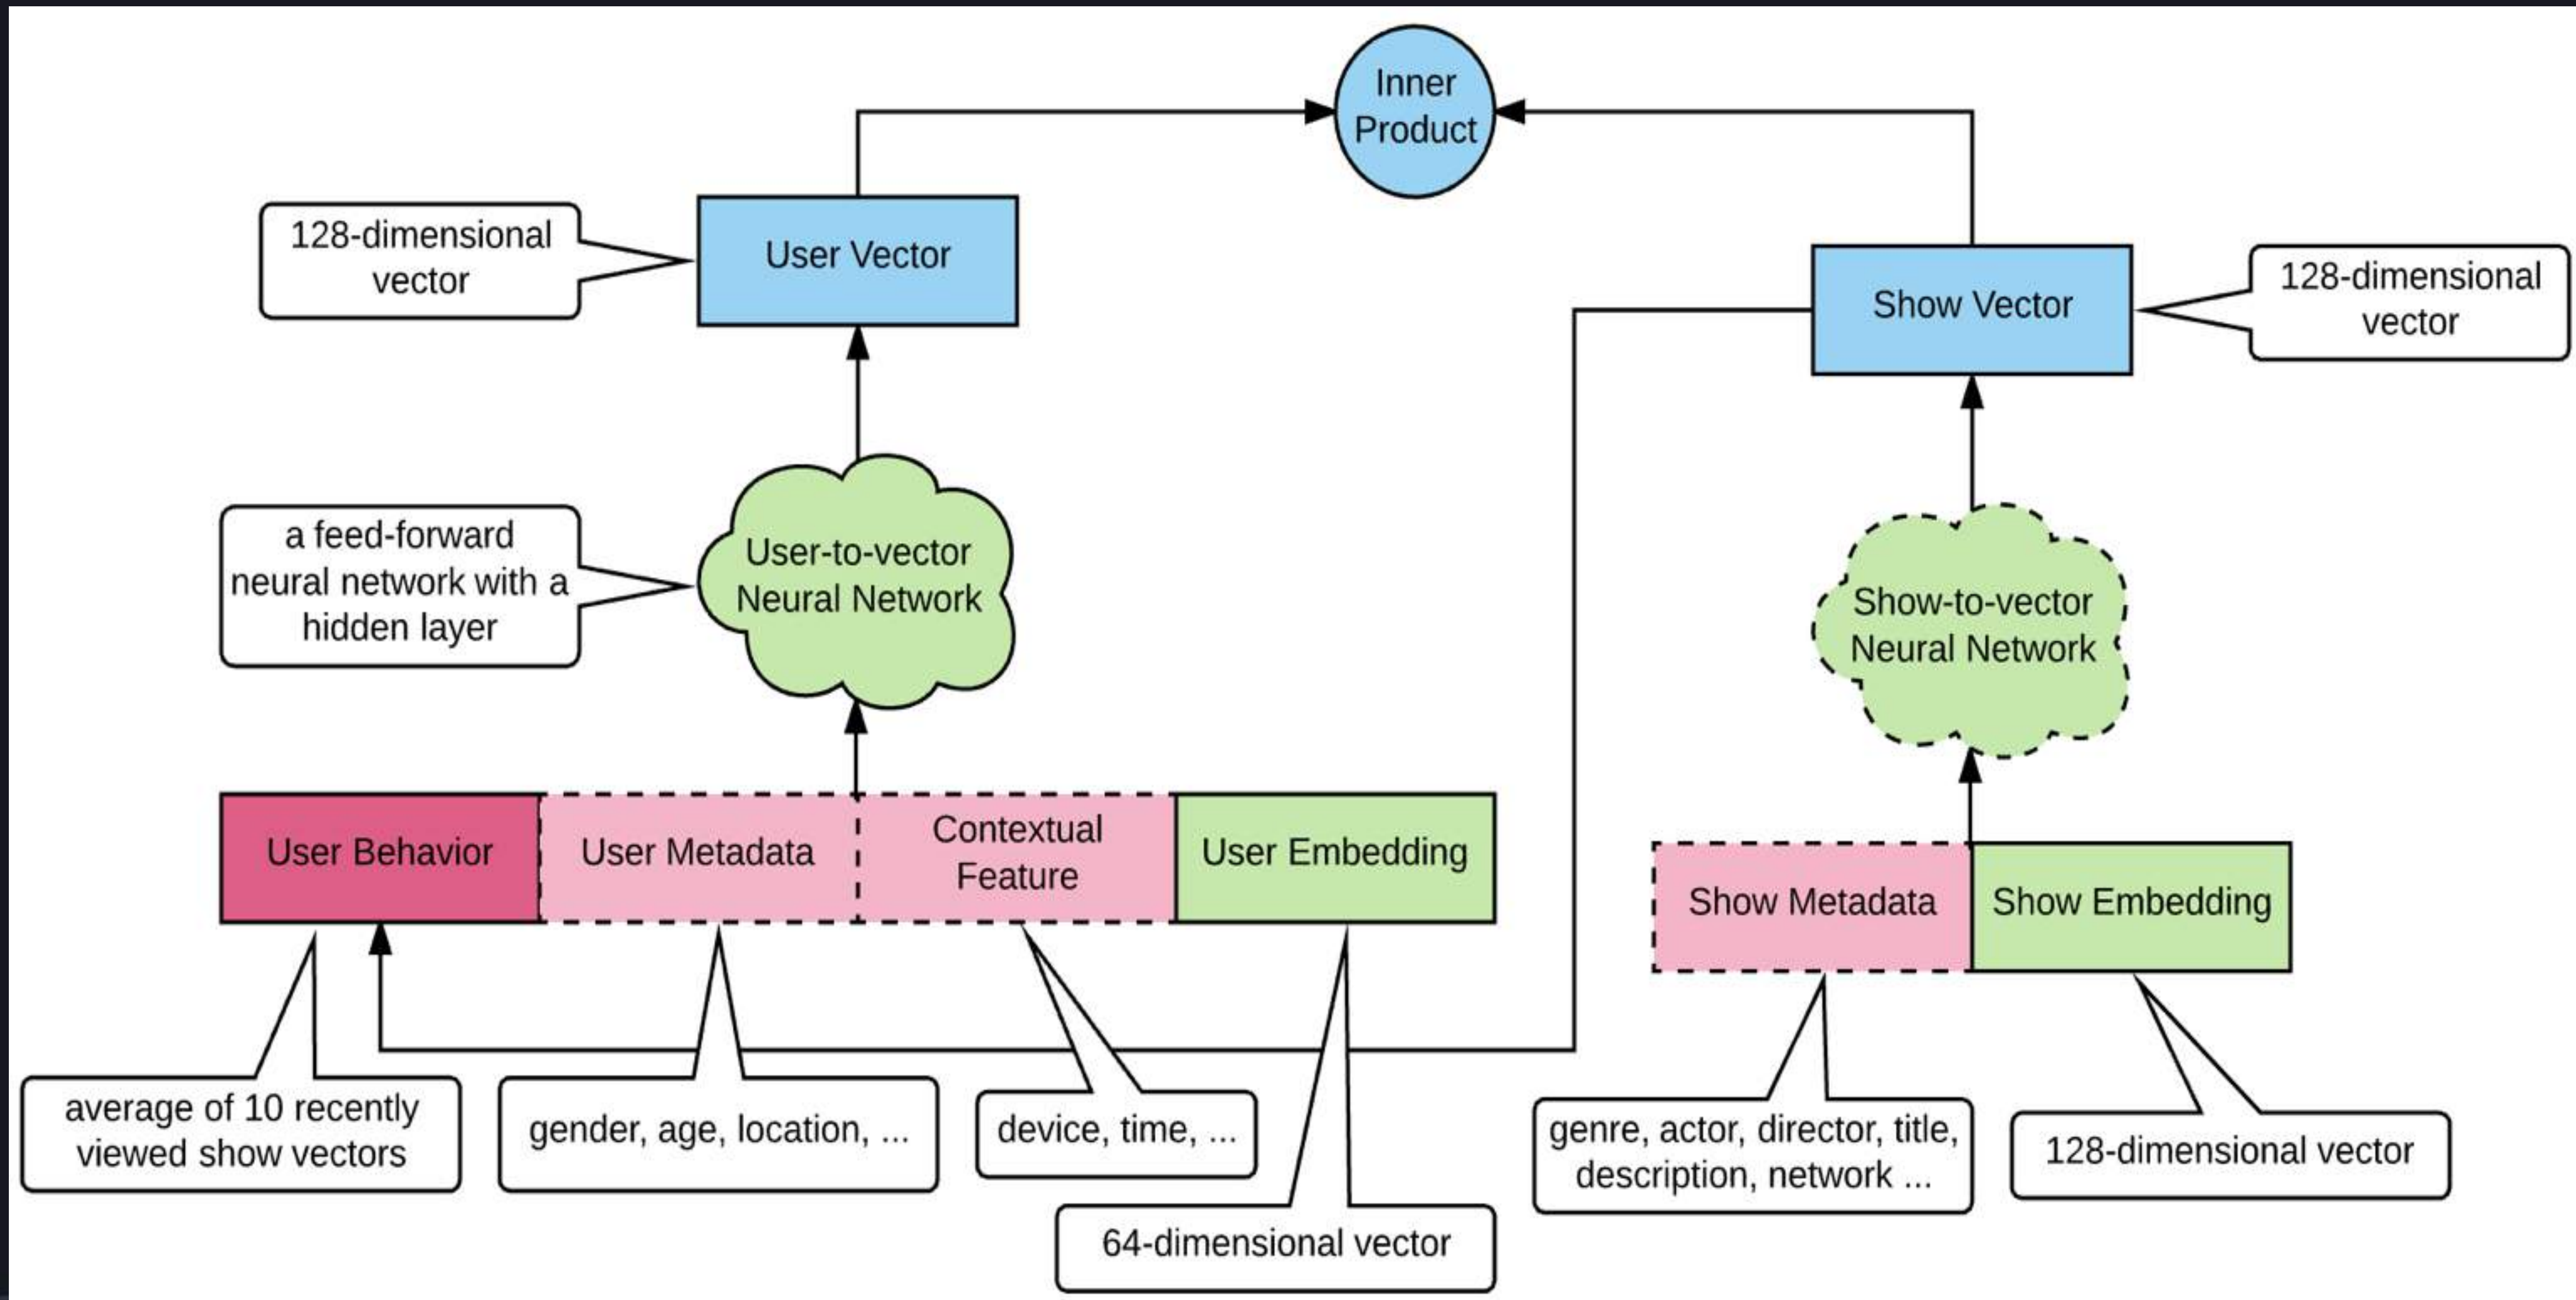 Inner
Product
128-dimensional
vector
User Vector
Show Vector
128-dimensional
vector
a feed-forward
neural network with a
hidden layer
User-to-vector
Neural Network
Show-to-vector
Neural Network
User Behavior
User Metadata
Contextual
Feature
User Embedding
Show Metadata
Show Embedding
average of 10 recently
viewed show vectors
gender, age, location, ...
device, time, ...
64-dimensional vector
genre, actor, director, title,
description, network ...
128-dimensional vector